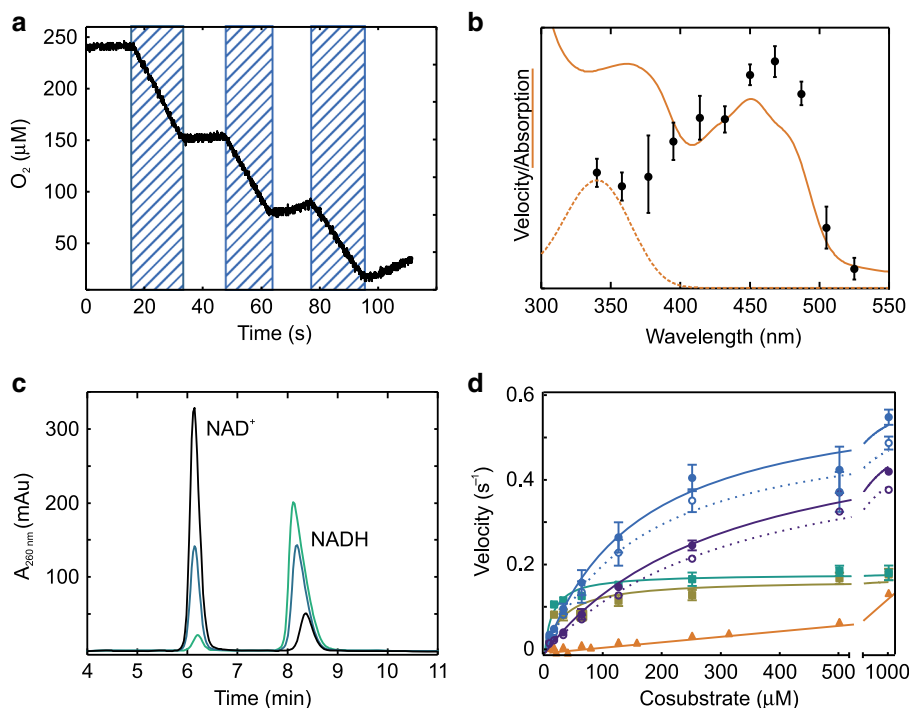 a
250
200
150
100
50
O₂ (μM)
0 20 40 60 80 100
Time (s)
b
Velocity/Absorption
300 350 400 450 500 550
Wavelength (nm)
c
300
200
100
A₂₆₀ ₙₘ (mAu)
NAD⁺
NADH
4 5 6 7 8 9 10 11
Time (min)
d
0.6
0.4
0.2
0
Velocity (s⁻¹)
0 100 200 300 400 500 1000
Cosubstrate (μM)